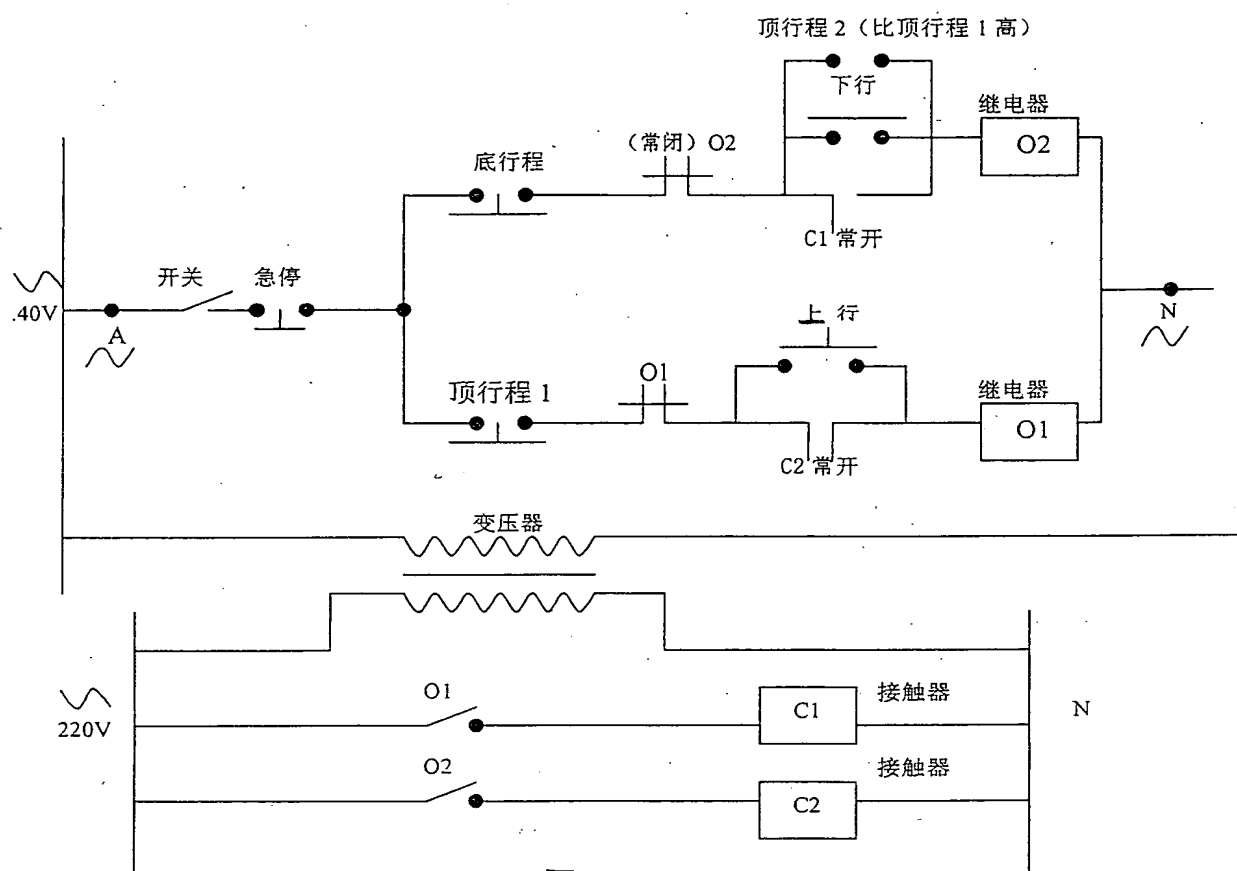 顶行程 2（比顶行程 1 高）
下行
继电器
O2
（常闭）O2
底行程
C1 常开
开关
急停
.40V
A
N
上 行
O1
顶行程 1
继电器
O1
C2 常开
变压器
O1
C1
接触器
220V
N
O2
C2
接触器